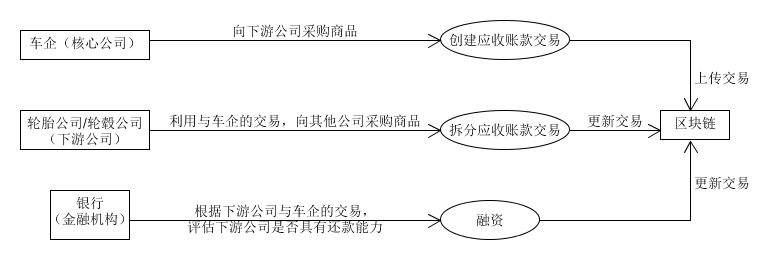 车企（核心公司）
向下游公司采购商品
创建应收账款交易
上传交易
轮胎公司/轮毂公司
（下游公司）
利用与车企的交易，向其他公司采购商品
拆分应收账款交易
更新交易
区块链
银行
（金融机构）
根据下游公司与车企的交易，
评估下游公司是否具有还款能力
融资
更新交易